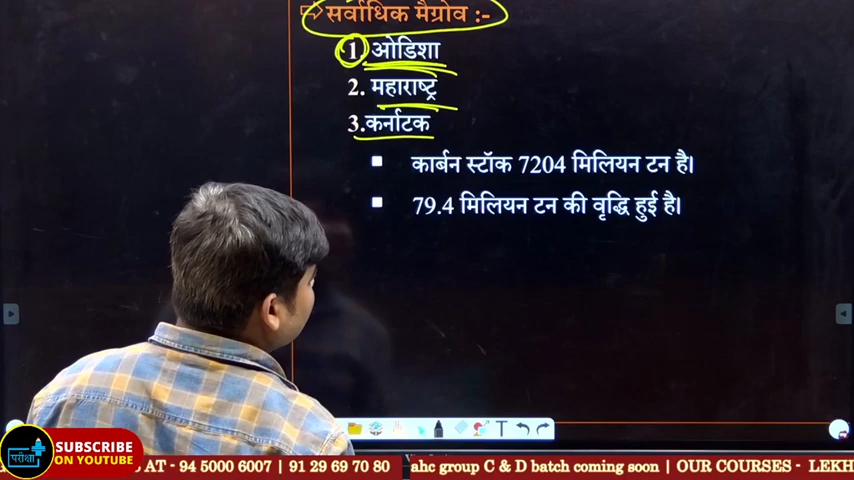 सर्वाधिक मैग्रोव :-
1. ओडिशा
2. महाराष्ट्र
3.कर्नाटक
▪ कार्बन स्टॉक 7204 मिलियन टन है।
▪ 79.4 मिलियन टन की वृद्धि हुई है।
T
परीक्षा
SUBSCRIBE
ON YOUTUBE
AT - 94 5000 6007 | 91 29 69 70 80 ahc group C & D batch coming soon | OUR COURSES - LEKH